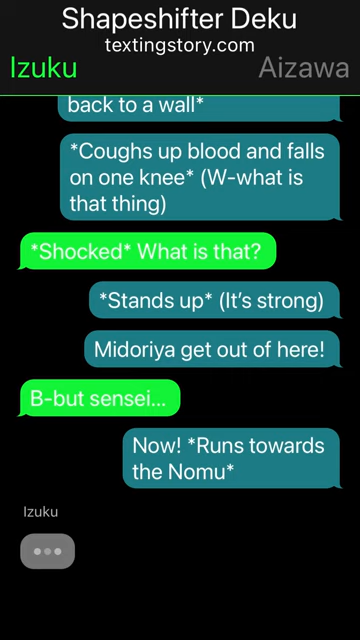 Shapeshifter Deku
textingstory.com
Izuku
Aizawa
back to a wall*
*Coughs up blood and falls
on one knee* (W-what is
that thing)
*Shocked* What is that?
*Stands up* (It’s strong)
Midoriya get out of here!
B-but sensei...
Now! *Runs towards
the Nomu*
Izuku